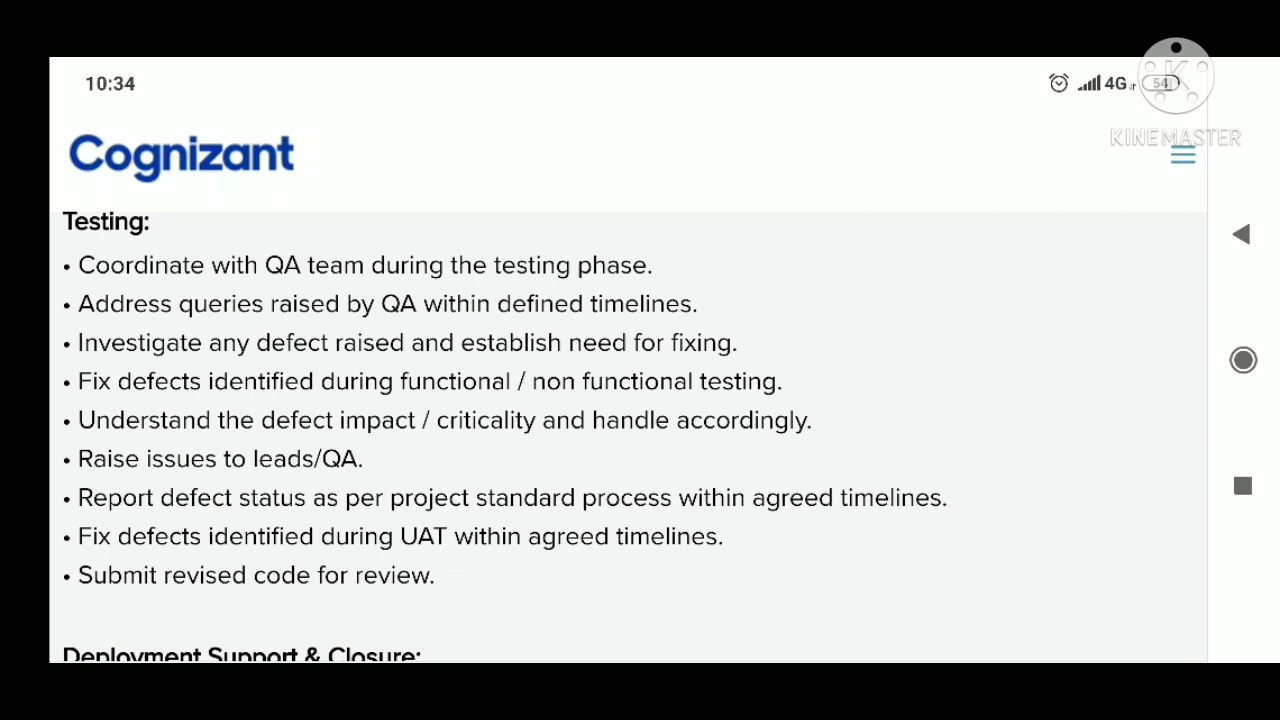 10:34
4G
54
KINEMASTER
Cognizant
Testing:
• Coordinate with QA team during the testing phase.
• Address queries raised by QA within defined timelines.
• Investigate any defect raised and establish need for fixing.
• Fix defects identified during functional / non functional testing.
• Understand the defect impact / criticality and handle accordingly.
• Raise issues to leads/QA.
• Report defect status as per project standard process within agreed timelines.
• Fix defects identified during UAT within agreed timelines.
• Submit revised code for review.
Deployment Support & Closure: